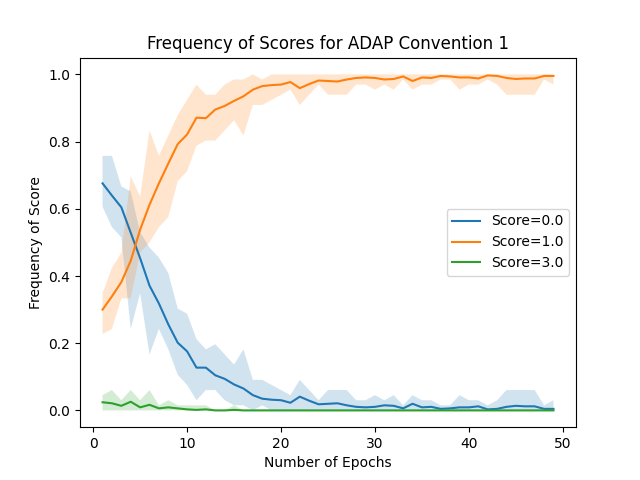 Frequency of Scores for ADAP Convention 1
Frequency of Score
1.0
0.8
0.6
0.4
0.2
0.0
Score=0.0
Score=1.0
Score=3.0
0 10 20 30 40 50
Number of Epochs